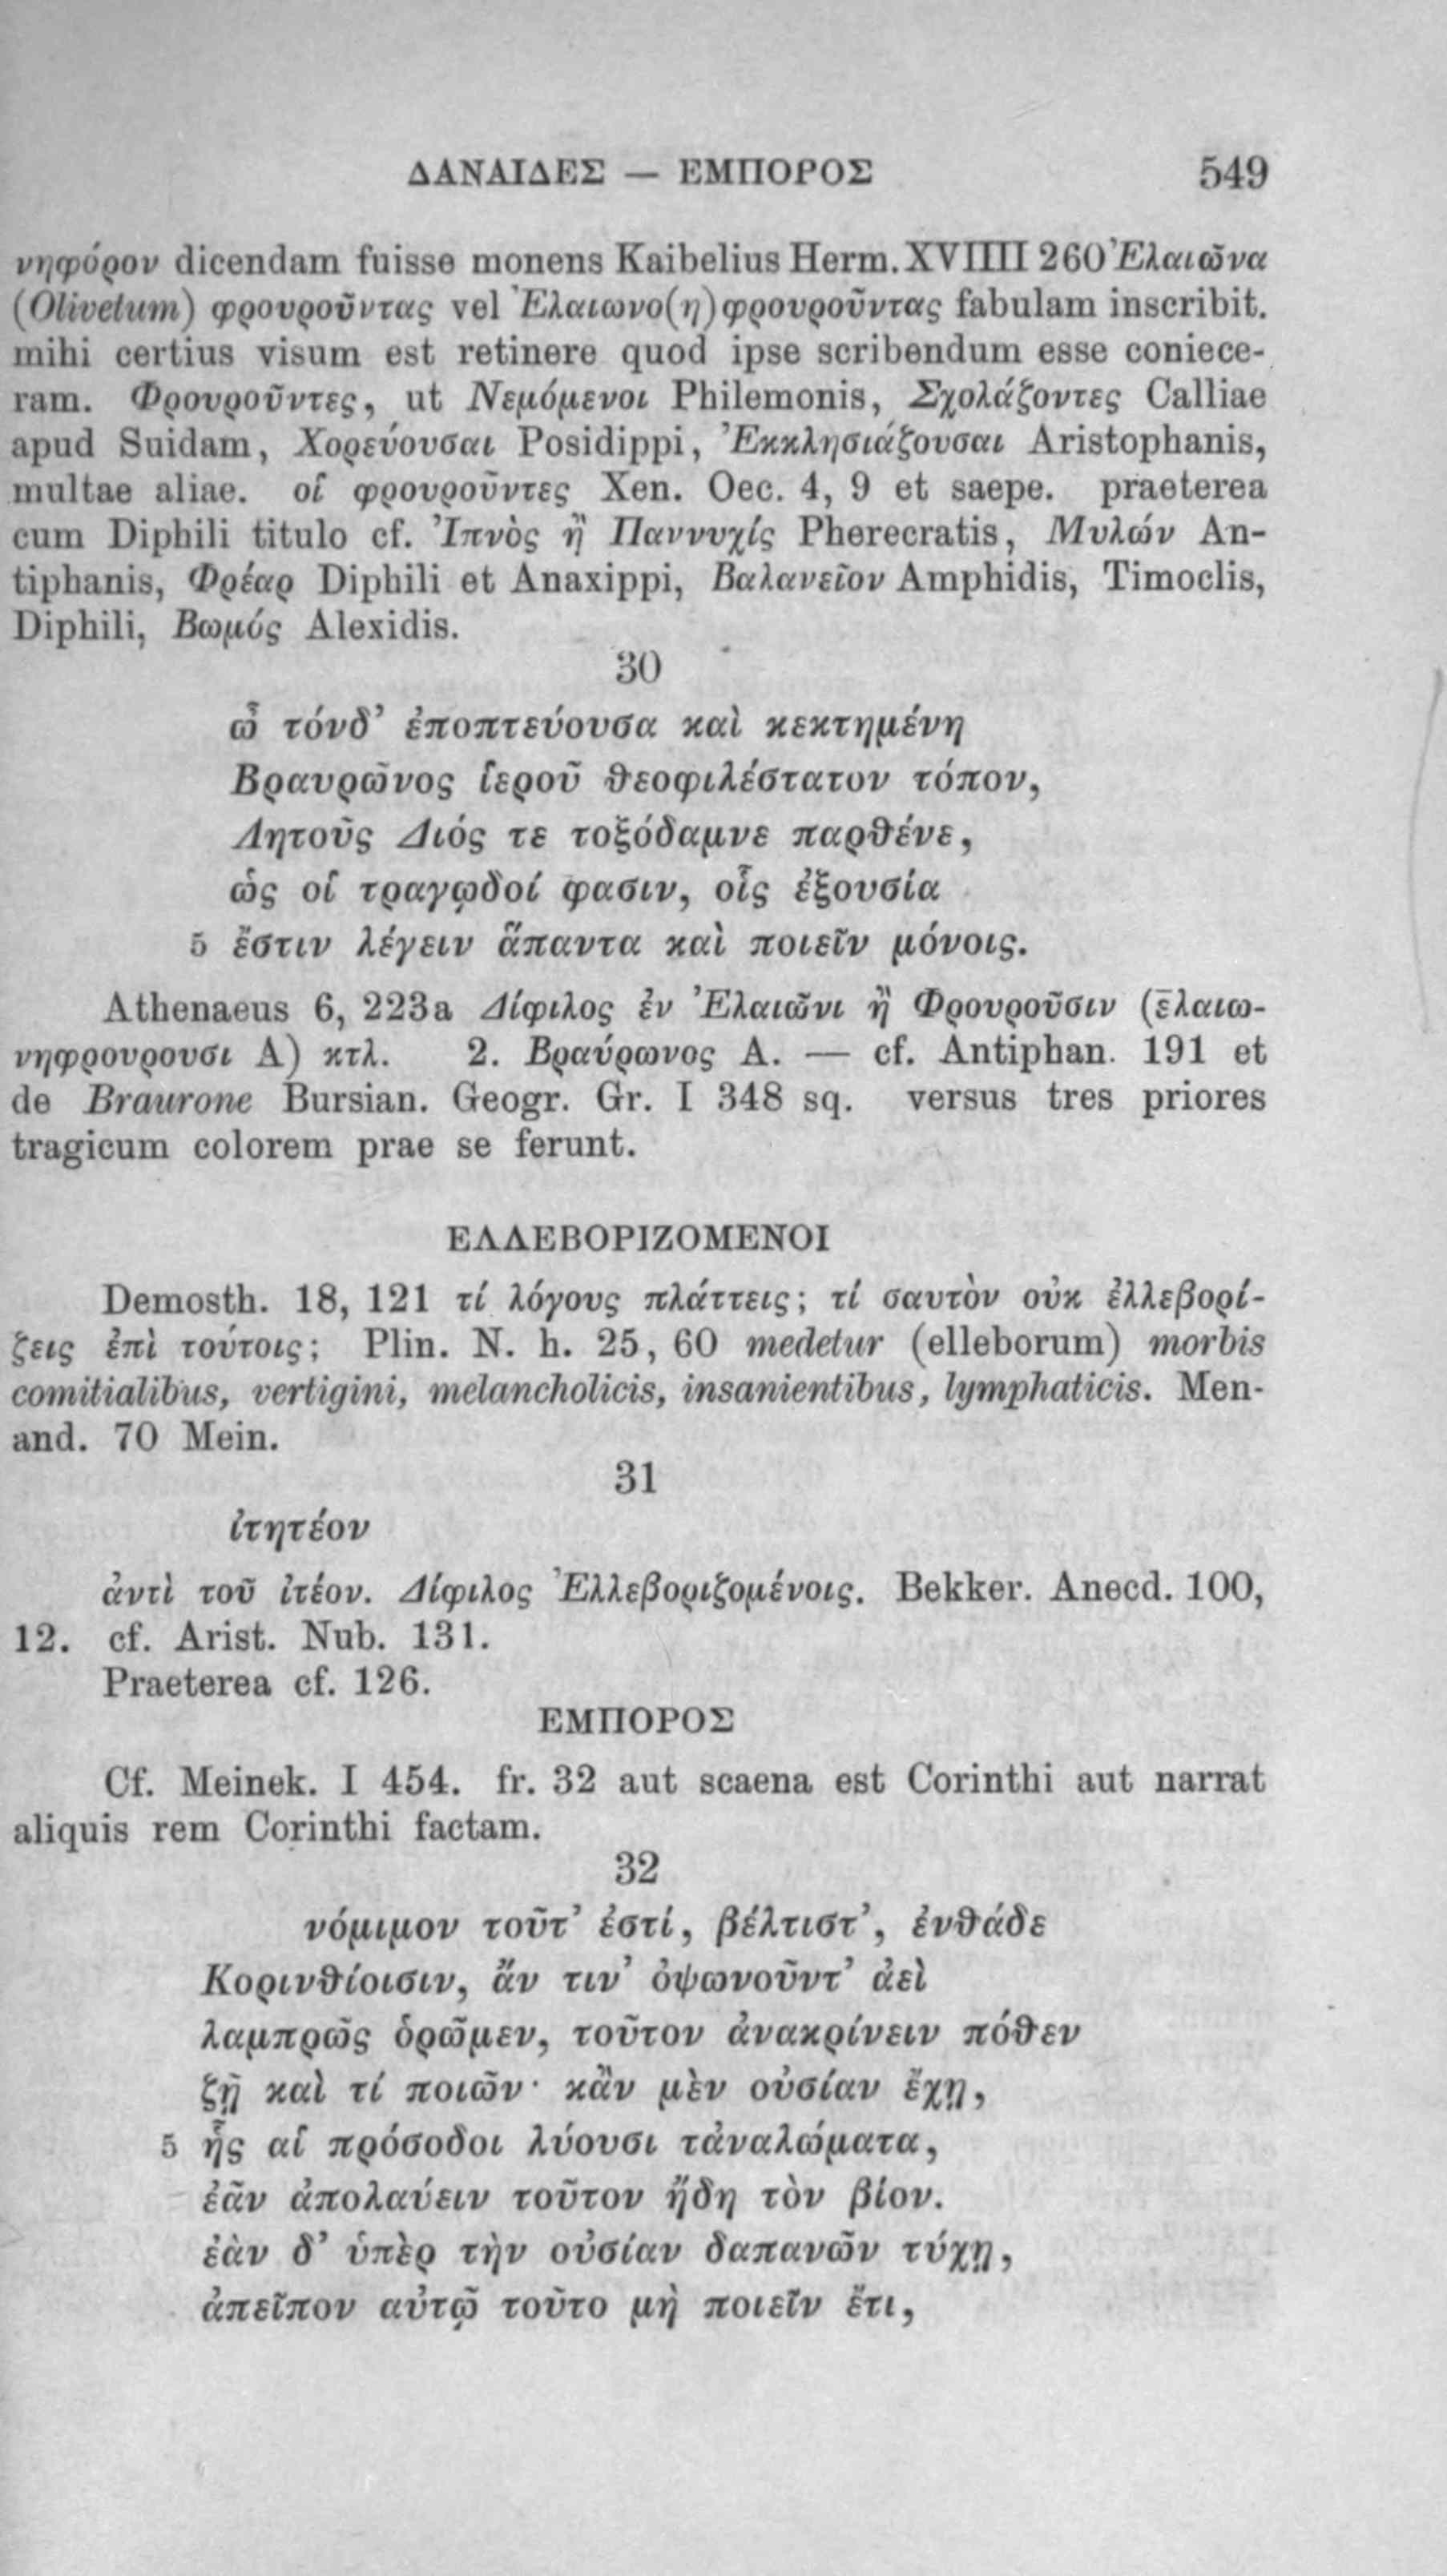 ΔΑΝΑΙΔΕΣ — ΕΜΠΟΡΟΣ 549
νηφόρον dicendam fuisse monens Kaibelius Herm. XVIIII 260 Ἐλαιῶνα
(Olivetum) φρουροῦντας vel Ἐλαιωνο(η)φρουροῦντας fabulam inscribit.
mihi certius visum est retinere quod ipse scribendum esse coniece-
ram. Φρουροῦντες, ut Νεμόμενοι Philemonis, Σχολάζοντες Calliae
apud Suidam, Χορεύουσαι Posidippi, Ἐκκλησιάζουσαι Aristophanis,
multae aliae. οἱ φρουροῦντες Xen. Oec. 4, 9 et saepe. praeterea
cum Diphili titulo cf. Ἰπνὸς ἢ Παννυχίς Pherecratis, Μυλών An-
tiphanis, Φρέαρ Diphili et Anaxippi, Βαλανεῖον Amphidis, Timoclis,
Diphili, Βωμός Alexidis.
30
ὦ τόνδ’ ἐποπτεύουσα καὶ κεκτημένη
Βραυρῶνος ἱεροῦ θεοφιλέστατον τόπον,
Λητοῦς Διός τε τοξόδαμνε παρθένε,
ὡς οἱ τραγῳδοί φασιν, οἷς ἐξουσία
5 ἔστιν λέγειν ἅπαντα καὶ ποιεῖν μόνοις.
Athenaeus 6, 223a Δίφιλος ἐν Ἐλαιῶνι ἢ Φρουροῦσιν (ἐλαιω-
νηφρουρουσι A) κτλ. 2. Βραύρωνος A. — cf. Antiphan. 191 et
de Braurone Bursian. Geogr. Gr. I 348 sq. versus tres priores
tragicum colorem prae se ferunt.
ΕΛΛΕΒΟΡΙΖΟΜΕΝΟΙ
Demosth. 18, 121 τί λόγους πλάττεις; τί σαυτὸν οὐκ ἐλλεβορί-
ζεις ἐπὶ τούτοις; Plin. N. h. 25, 60 medetur (elleborum) morbis
comitialibus, vertigini, melancholicis, insanientibus, lymphaticis. Men-
and. 70 Mein.
31
ἰτητέον
ἀντὶ τοῦ ἰτέον. Δίφιλος Ἐλλεβοριζομένοις. Bekker. Anecd. 100,
12. cf. Arist. Nub. 131.
Praeterea cf. 126.
ΕΜΠΟΡΟΣ
Cf. Meinek. I 454. fr. 32 aut scaena est Corinthi aut narrat
aliquis rem Corinthi factam.
32
νόμιμον τοῦτ’ ἐστί, βέλτιστ’, ἐνθάδε
Κορινθίοισιν, ἄν τιν’ ὀψωνοῦντ’ ἀεὶ
λαμπρῶς ὁρῶμεν, τοῦτον ἀνακρίνειν πόθεν
ζῇ καὶ τί ποιῶν· κἂν μὲν οὐσίαν ἔχῃ,
5 ἧς αἱ πρόσοδοι λύουσι τἀναλώματα,
ἐᾶν ἀπολαύειν τοῦτον ἤδη τὸν βίον.
ἐὰν δ’ ὑπὲρ τὴν οὐσίαν δαπανῶν τύχῃ,
ἀπεῖπον αὐτῷ τοῦτο μὴ ποιεῖν ἔτι,